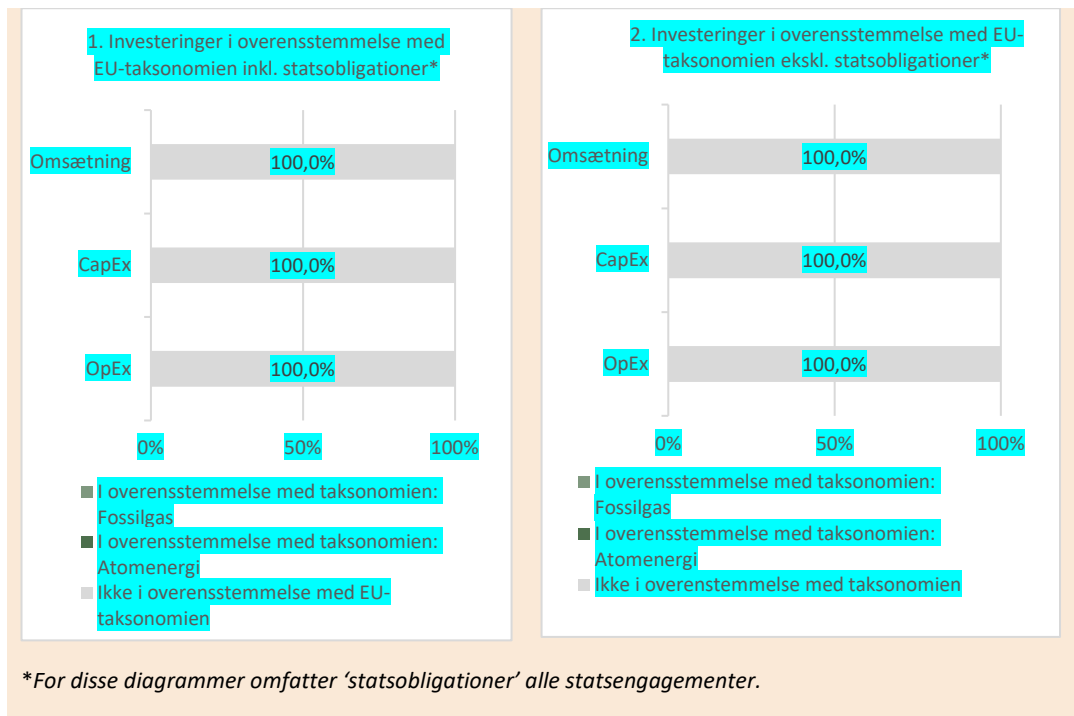 1. Investeringer i overensstemmelse med
EU-taksonomien inkl. statsobligationer*
Omsætning
100,0%
CapEx
100,0%
OpEx
100,0%
0%
50%
100%
I overensstemmelse med taksonomien:
Fossilgas
I overensstemmelse med taksonomien:
Atomenergi
Ikke i overensstemmelse med EU-
taksonomien
2. Investeringer i overensstemmelse med EU-
taksonomien ekskl. statsobligationer*
Omsætning
100,0%
CapEx
100,0%
OpEx
100,0%
0%
50%
100%
I overensstemmelse med taksonomien:
Fossilgas
I overensstemmelse med taksonomien:
Atomenergi
Ikke i overenstemmelse med taksonomien
*For disse diagrammer omfatter ‘statsobligationer’ alle statsengagementer.